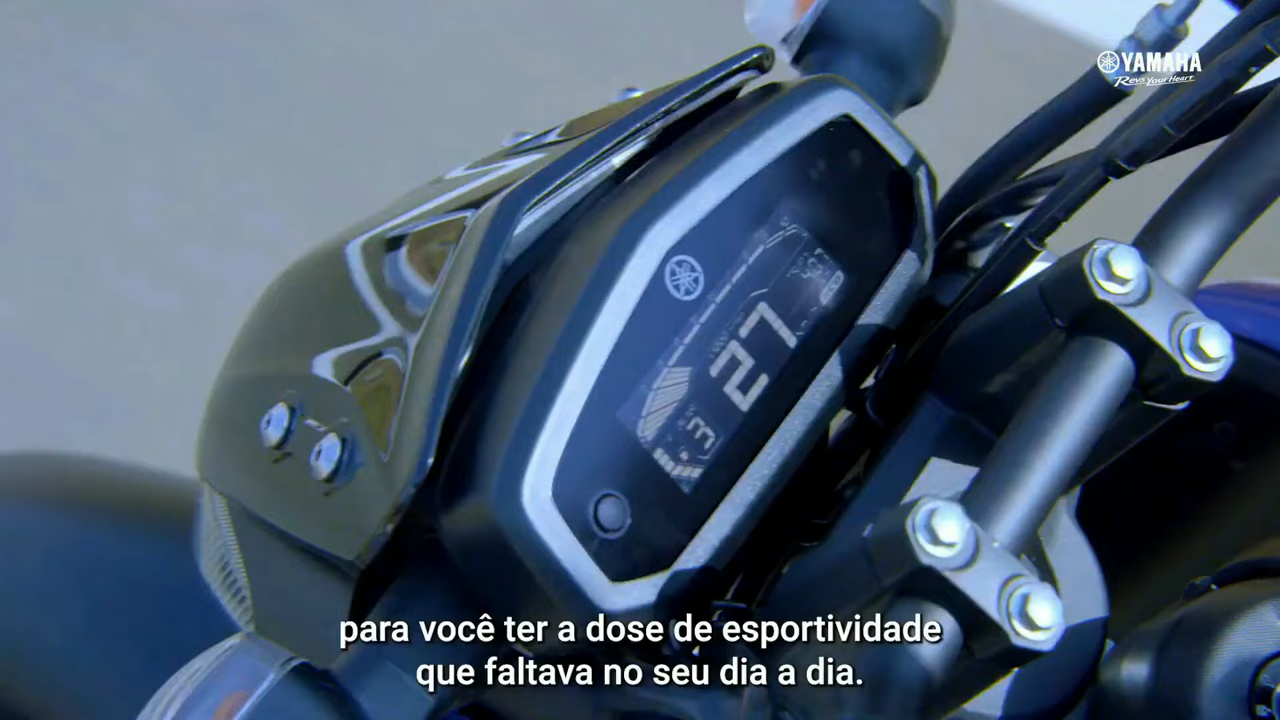 YAMAHA
Revs Your Heart
27
3
para você ter a dose de esportividade
que faltava no seu dia a dia.